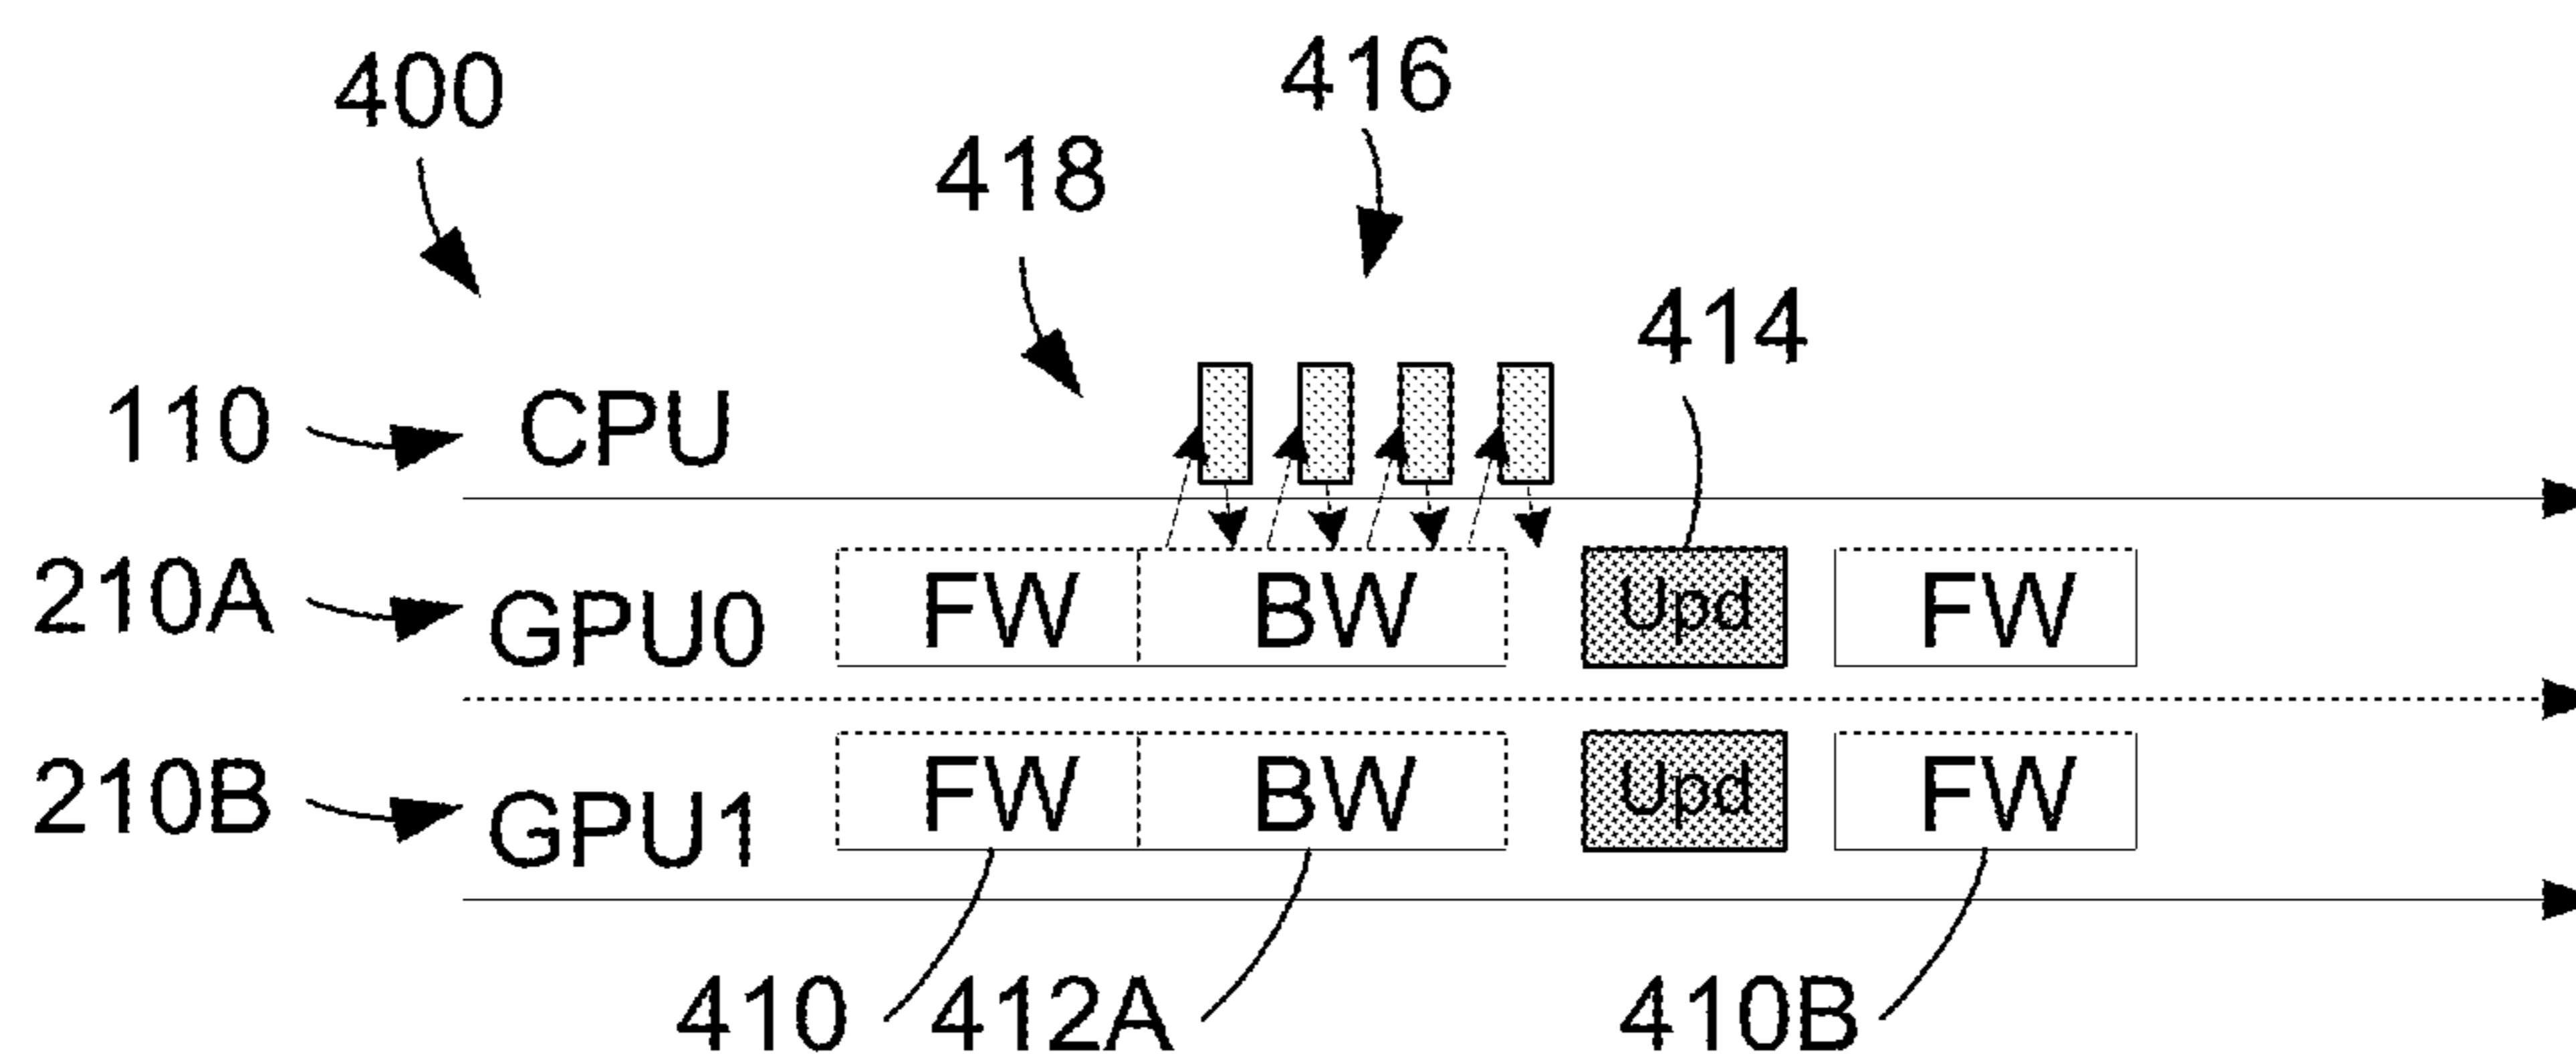 400
416
418
414
110 CPU
210A GPU0 FW BW Upd FW
210B GPU1 FW BW Upd FW
410 412A 410B